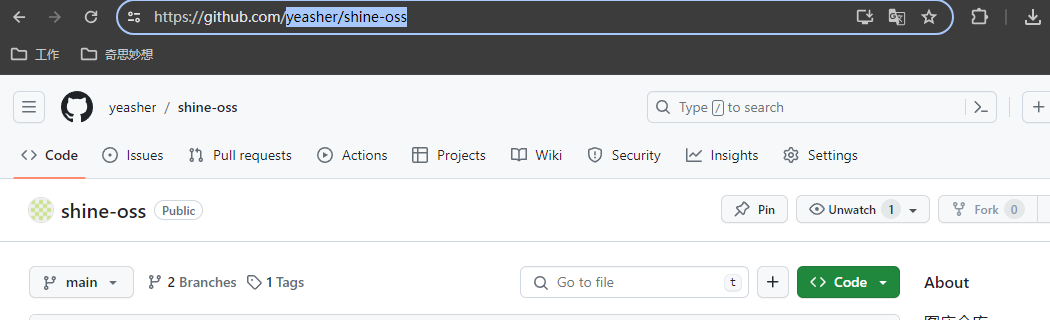 https://github.com/yeasher/shine-oss
工作 奇思妙想
yeasher / shine-oss Type / to search
Code Issues Pull requests Actions Projects Wiki Security Insights Settings
shine-oss Public Pin Unwatch 1 Fork 0
main 2 Branches 1 Tags Go to file t Code About